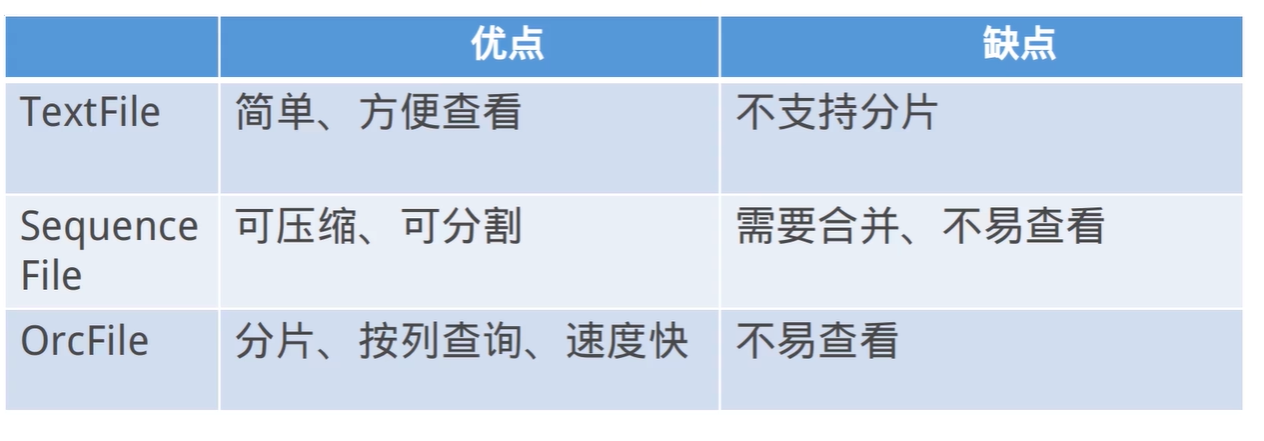 优点 缺点
TextFile 简单、方便查看 不支持分片
Sequence 可压缩、可分割 需要合并、不易查看
File
OrcFile 分片、按列查询、速度快 不易查看